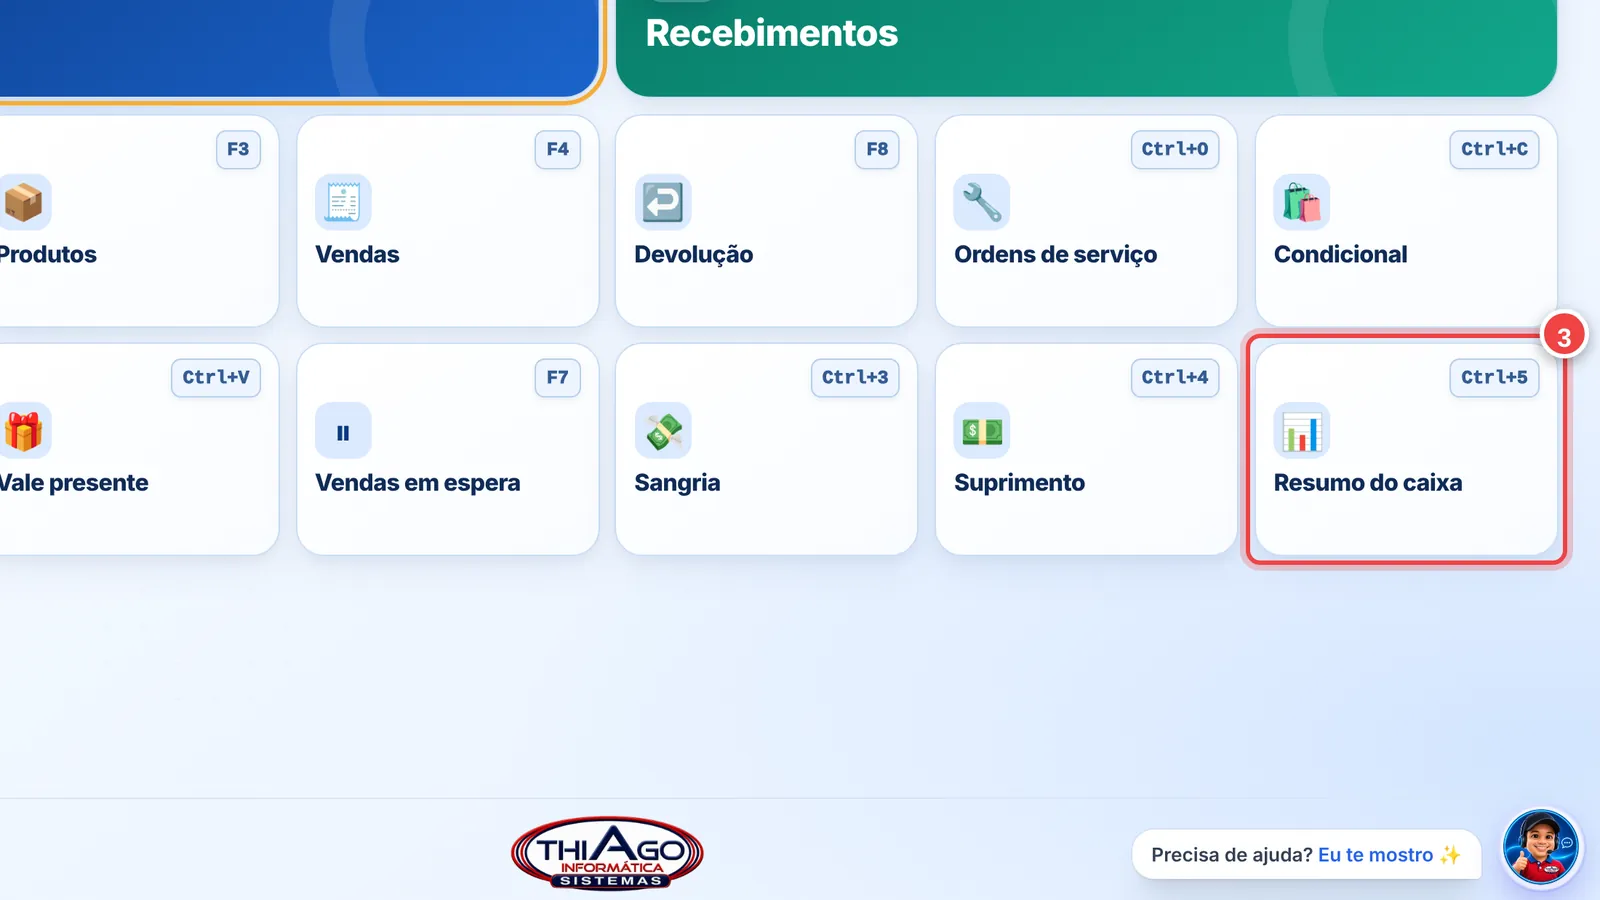 Recebimentos
F3
Produtos
F4
Vendas
F8
Devolução
Ctrl+O
Ordens de serviço
Ctrl+C
Condicional
3
Ctrl+V
Vale presente
F7
Vendas em espera
Ctrl+3
Sangria
Ctrl+4
Suprimento
Ctrl+5
Resumo do caixa
THIAGO
INFORMÁTICA
SISTEMAS
Precisa de ajuda? Eu te mostro ✨